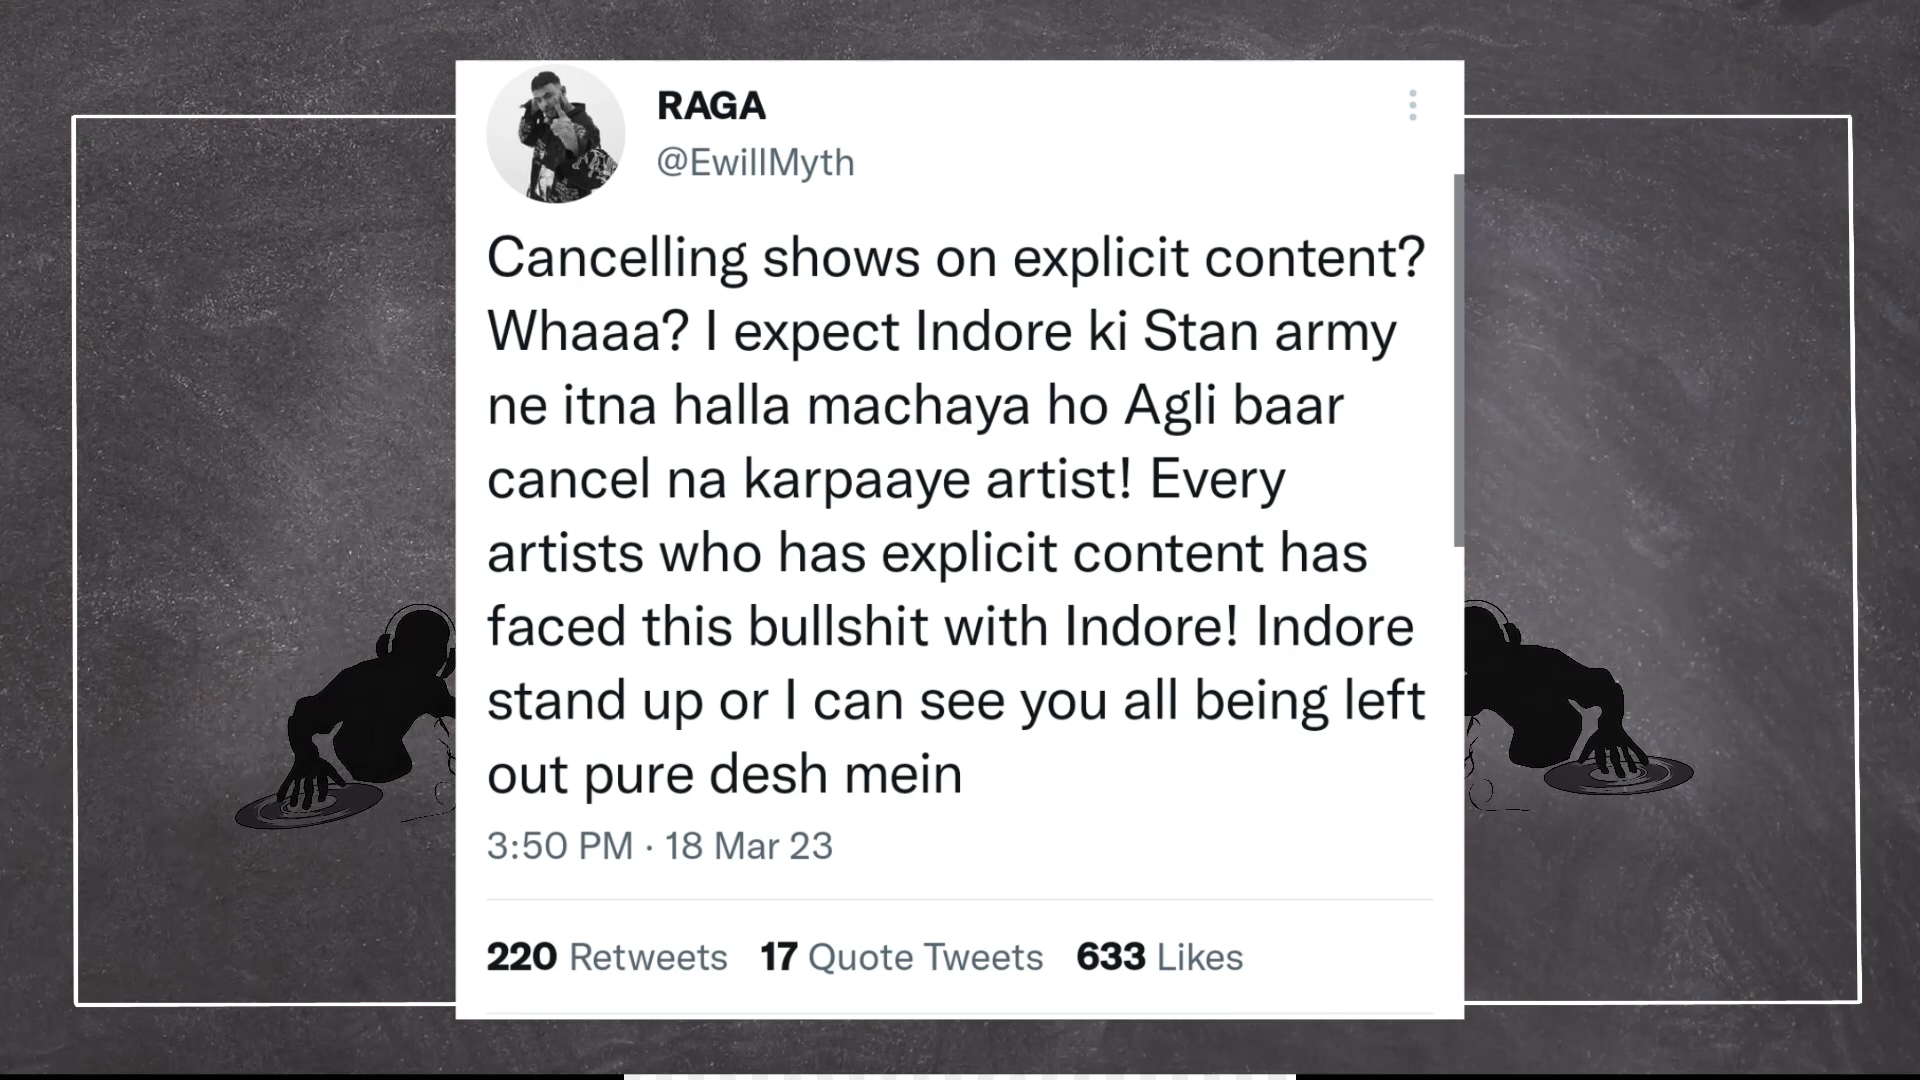 RAGA
@EwillMyth
Cancelling shows on explicit content?
Whaaa? I expect Indore ki Stan army
ne itna halla machaya ho Agli baar
cancel na karpaaye artist! Every
artists who has explicit content has
faced this bullshit with Indore! Indore
stand up or I can see you all being left
out pure desh mein
3:50 PM · 18 Mar 23
220 Retweets 17 Quote Tweets 633 Likes